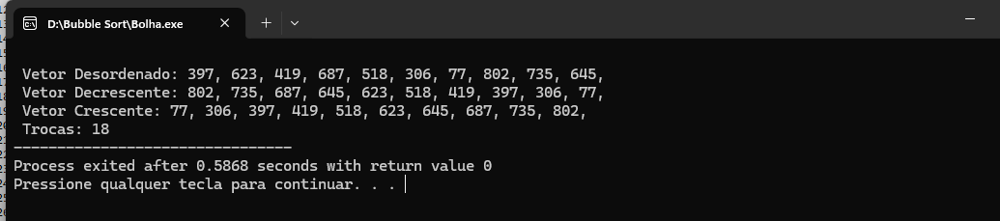 D:\Bubble Sort\Bolha.exe
Vetor Desordenado: 397, 623, 419, 687, 518, 306, 77, 802, 735, 645,
Vetor Decrescente: 802, 735, 687, 645, 623, 518, 419, 397, 306, 77,
Vetor Crescente: 77, 306, 397, 419, 518, 623, 645, 687, 735, 802,
Trocas: 18
--------------------------------
Process exited after 0.5868 seconds with return value 0
Pressione qualquer tecla para continuar. . .